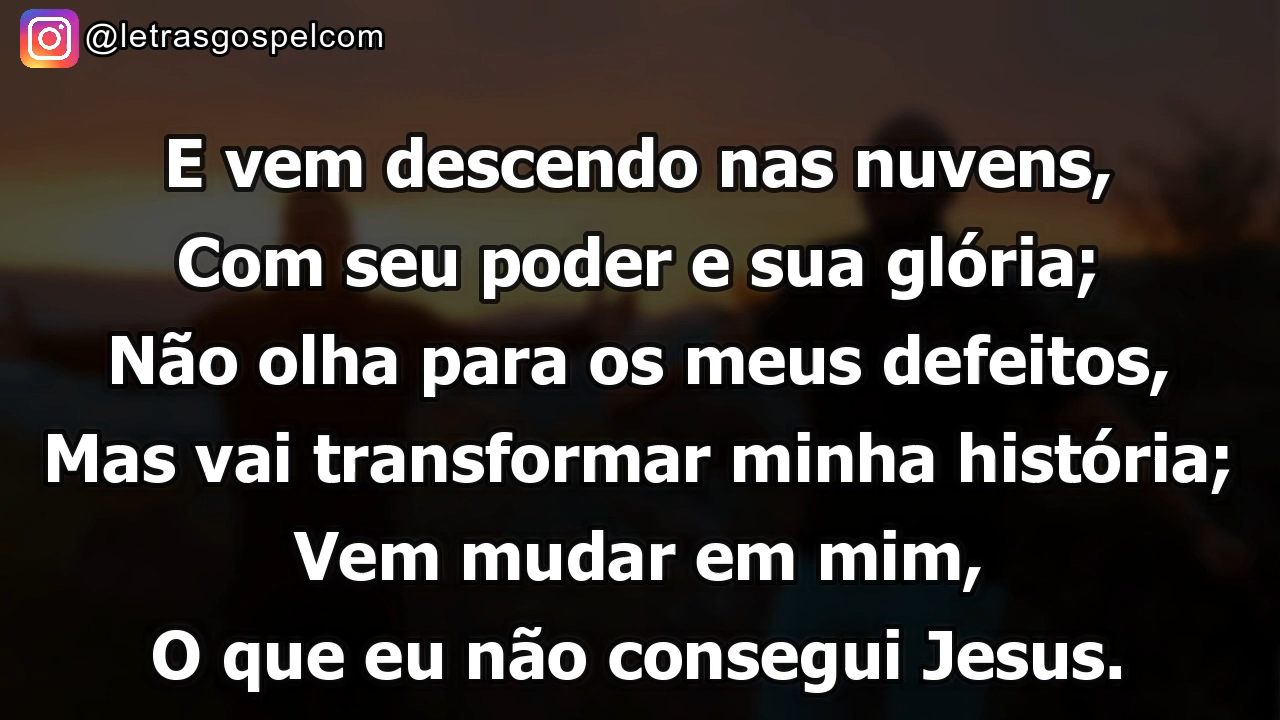 @letrasgospelcom
E vem descendo nas nuvens,
Com seu poder e sua glória;
Não olha para os meus defeitos,
Mas vai transformar minha história;
Vem mudar em mim,
O que eu não consegui Jesus.